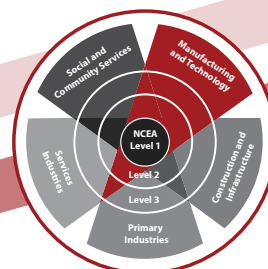 Social and
Community Services
Manufacturing
and Technology
Services
Industries
NCEA
Level 1
Construction and
Infrastructure
Level 2
Level 3
Primary
Industries